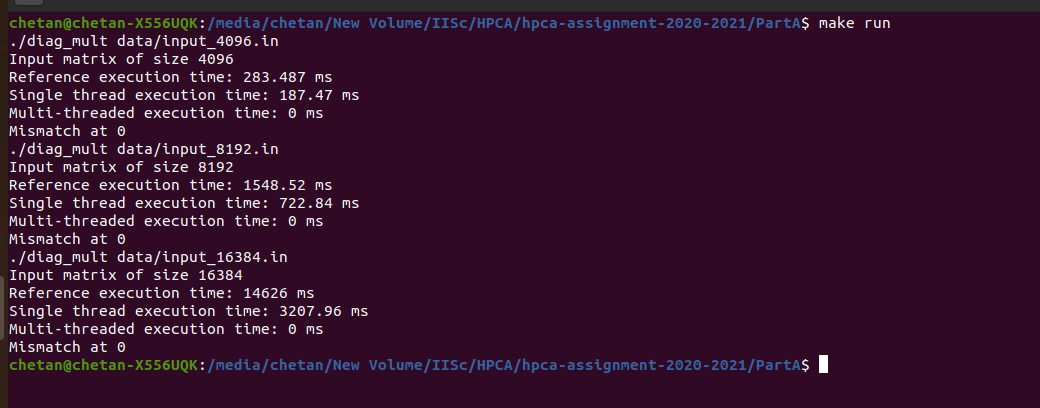 chetan@chetan-X556UQK:/media/chetan/New Volume/IISc/HPCA/hpca-assignment-2020-2021/PartA$ make run
./diag_mult data/input_4096.in
Input matrix of size 4096
Reference execution time: 283.487 ms
Single thread execution time: 187.47 ms
Multi-threaded execution time: 0 ms
Mismatch at 0
./diag_mult data/input_8192.in
Input matrix of size 8192
Reference execution time: 1548.52 ms
Single thread execution time: 722.84 ms
Multi-threaded execution time: 0 ms
Mismatch at 0
./diag_mult data/input_16384.in
Input matrix of size 16384
Reference execution time: 14626 ms
Single thread execution time: 3207.96 ms
Multi-threaded execution time: 0 ms
Mismatch at 0
chetan@chetan-X556UQK:/media/chetan/New Volume/IISc/HPCA/hpca-assignment-2020-2021/PartA$